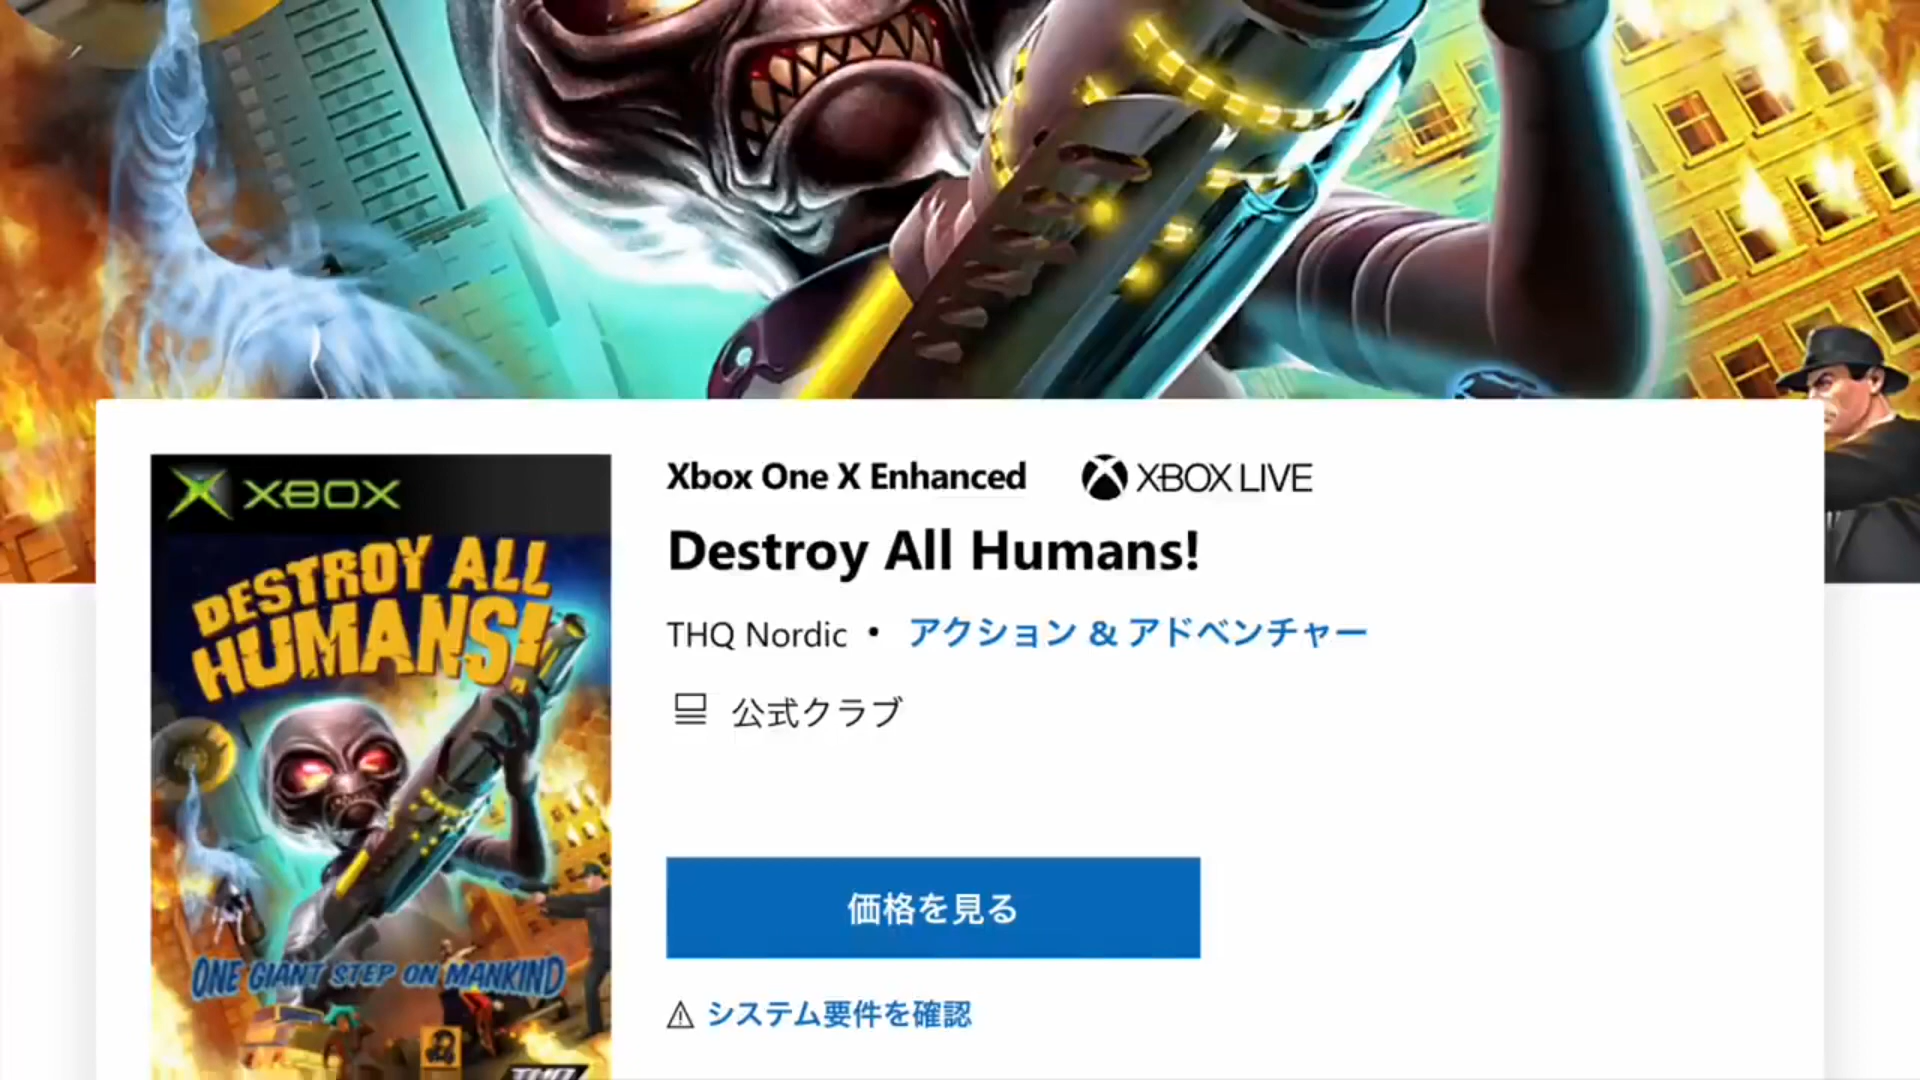 XBOX
DESTROY ALL
HUMANS!
ONE GIANT STEP ON MANKIND
THQ
Xbox One X Enhanced XBOX LIVE
Destroy All Humans!
THQ Nordic • アクション & アドベンチャー
公式クラブ
価格を見る
システム要件を確認